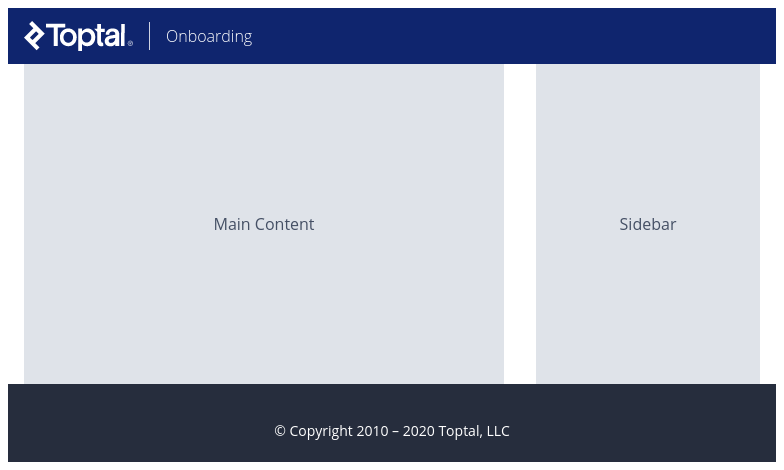 Toptal®
Onboarding
Main Content
Sidebar
© Copyright 2010 – 2020 Toptal, LLC